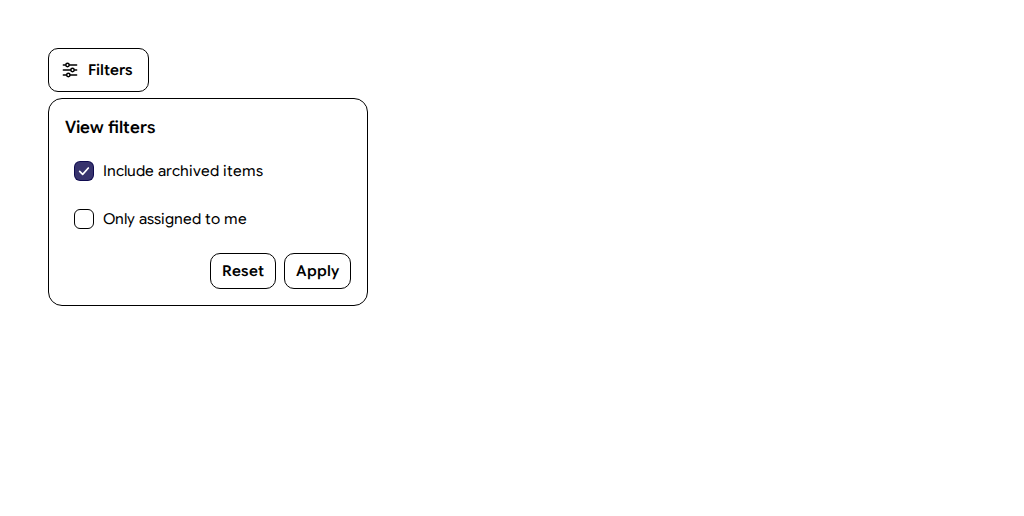 Filters
View filters
Include archived items
Only assigned to me
Reset Apply